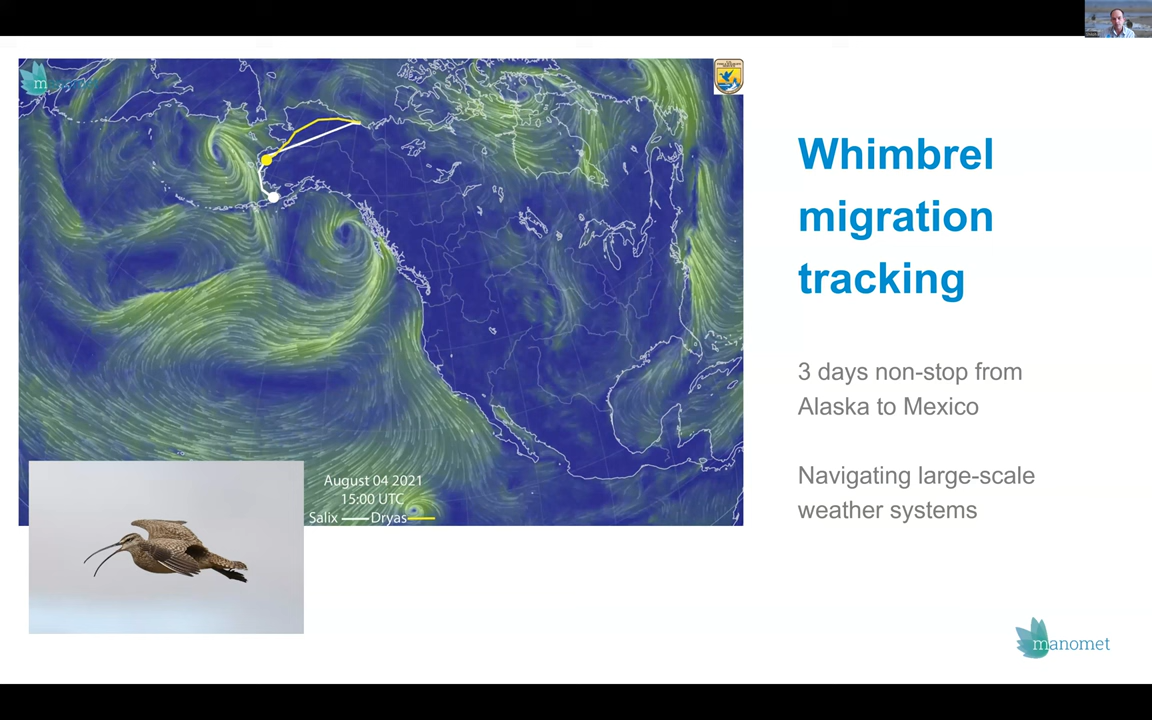 manomet
Whimbrel
migration
tracking
3 days non-stop from
Alaska to Mexico
Navigating large-scale
weather systems
August 04 2021
15:00 UTC
Salix Dryas
manomet